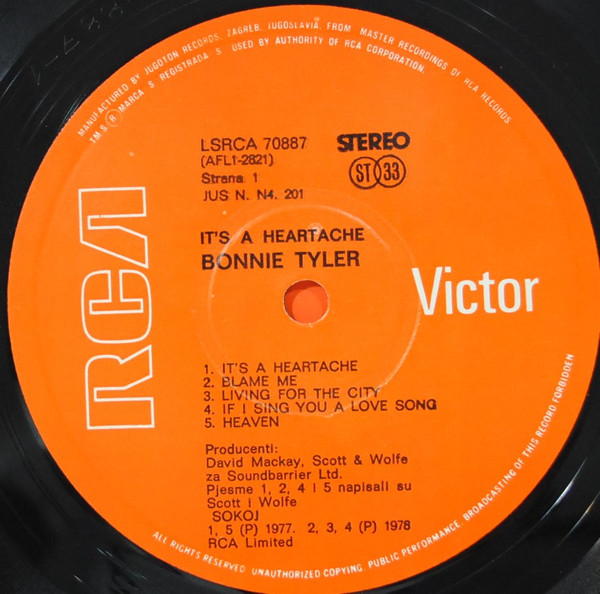 MANUFACTURED BY JUGOTON RECORDS, ZAGREB, JUGOSLAVIA, FROM MASTER RECORDINGS OF RCA RECORDS
TMS ® MARCA S REGISTRADA S USED BY AUTHORITY OF RCA CORPORATION.
RCA
LSRCA 70887
(AFL1-2821)
Strana 1
JUS N. N4. 201
STEREO
ST 33
IT'S A HEARTACHE
BONNIE TYLER
Victor
1. IT'S A HEARTACHE
2. BLAME ME
3. LIVING FOR THE CITY
4. IF I SING YOU A LOVE SONG
5. HEAVEN
Producenti:
David Mackay, Scott & Wolfe
za Soundbarrier Ltd.
Pjesme 1, 2, 4 i 5 napisali su
Scott i Wolfe
SOKOJ
1, 5 (P) 1977. 2, 3, 4 (P) 1978
RCA Limited
ALL RIGHTS RESERVED. UNAUTHORIZED COPYING, PUBLIC PERFORMANCE, BROADCASTING OF THIS RECORD FORBIDDEN